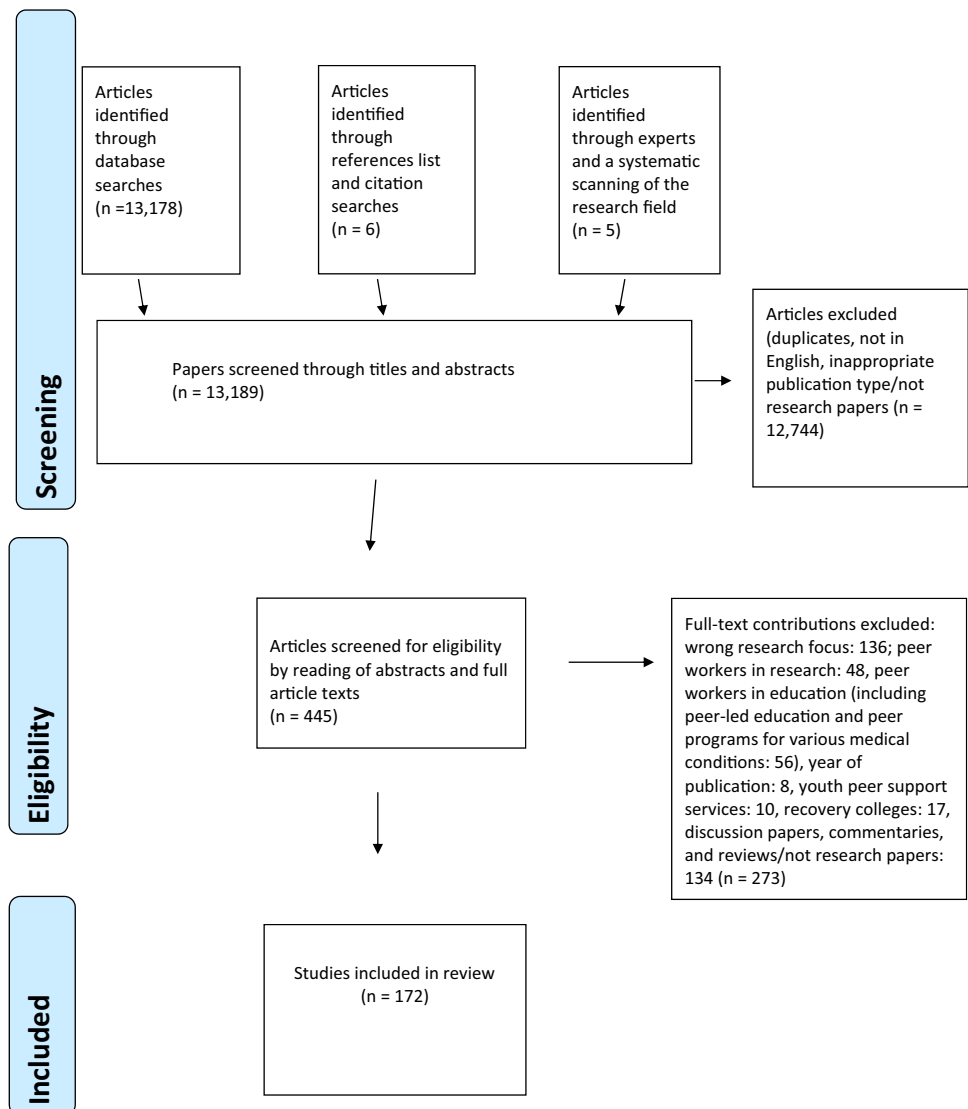 Screening
Articles
identified
through
database
searches
(n =13,178)
Articles
identified
through
references list
and citation
searches
(n = 6)
Articles
identified
through experts
and a systematic
scanning of the
research field
(n = 5)
Papers screened through titles and abstracts
(n = 13,189)
Articles excluded
(duplicates, not in
English, inappropriate
publication type/not
research papers (n =
12,744)
Eligibility
Articles screened for eligibility
by reading of abstracts and full
article texts
(n = 445)
Full-text contributions excluded:
wrong research focus: 136; peer
workers in research: 48, peer
workers in education (including
peer-led education and peer
programs for various medical
conditions: 56), year of
publication: 8, youth peer support
services: 10, recovery colleges: 17,
discussion papers, commentaries,
and reviews/not research papers:
134 (n = 273)
Included
Studies included in review
(n = 172)